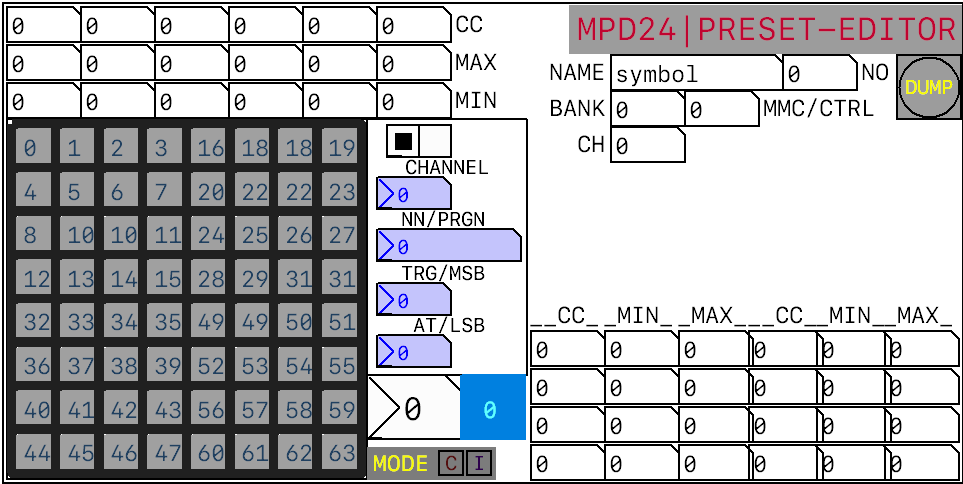 0 0 0 0 0 0 CC
0 0 0 0 0 0 MAX
0 0 0 0 0 0 MIN
MPD24|PRESET-EDITOR
NAME symbol 0 NO
DUMP
BANK 0 0 MMC/CTRL
CH 0
0 1 2 3 16 18 18 19
4 5 6 7 20 22 22 23
8 10 10 11 24 25 26 27
12 13 14 15 28 29 31 31
32 33 34 35 49 49 50 51
36 37 38 39 52 53 54 55
40 41 42 43 56 57 58 59
44 45 46 47 60 61 62 63
CHANNEL
0
NN/PRGN
0
TRG/MSB
0
AT/LSB
0
0 0
MODE C I
__CC_ _MIN_ _MAX___CC__MIN__MAX_
0 0 0 0 0 0
0 0 0 0 0 0
0 0 0 0 0 0
0 0 0 0 0 0